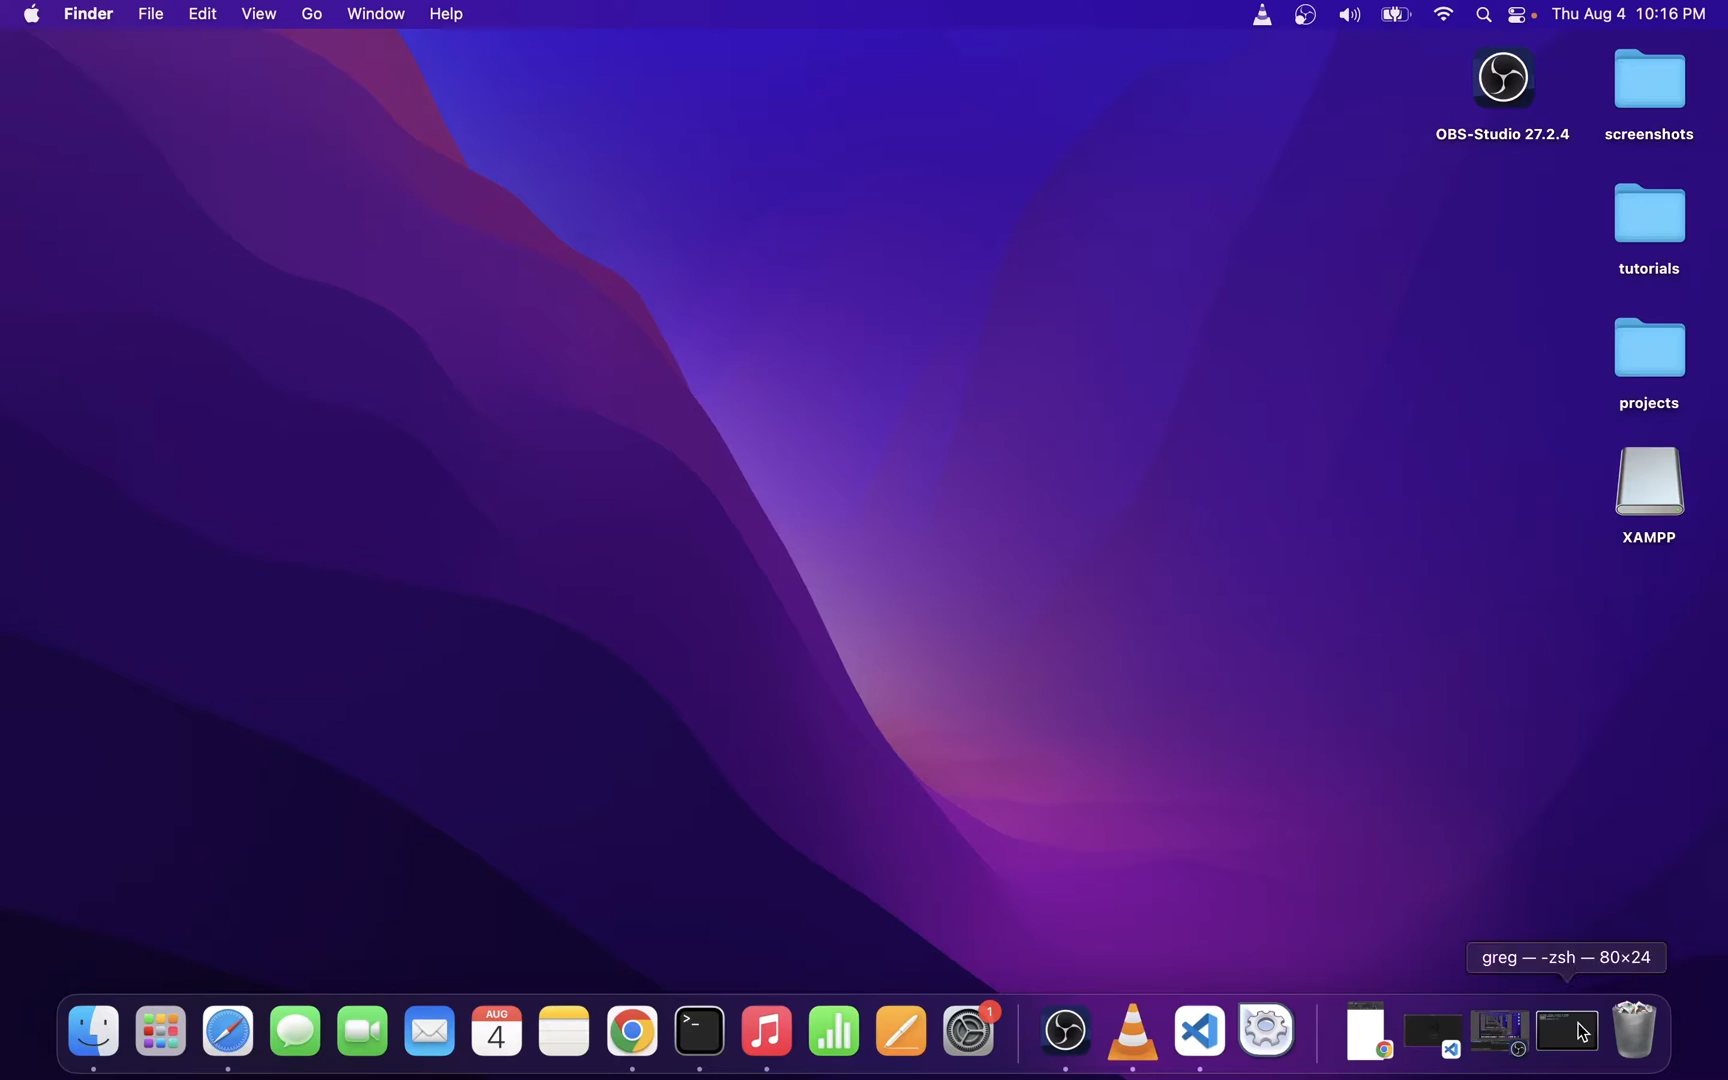 Finder File Edit View Go Window Help Thu Aug 4 10:16 PM
OBS-Studio 27.2.4
screenshots
tutorials
projects
XAMPP
greg — -zsh — 80×24
AUG
4
>_
1